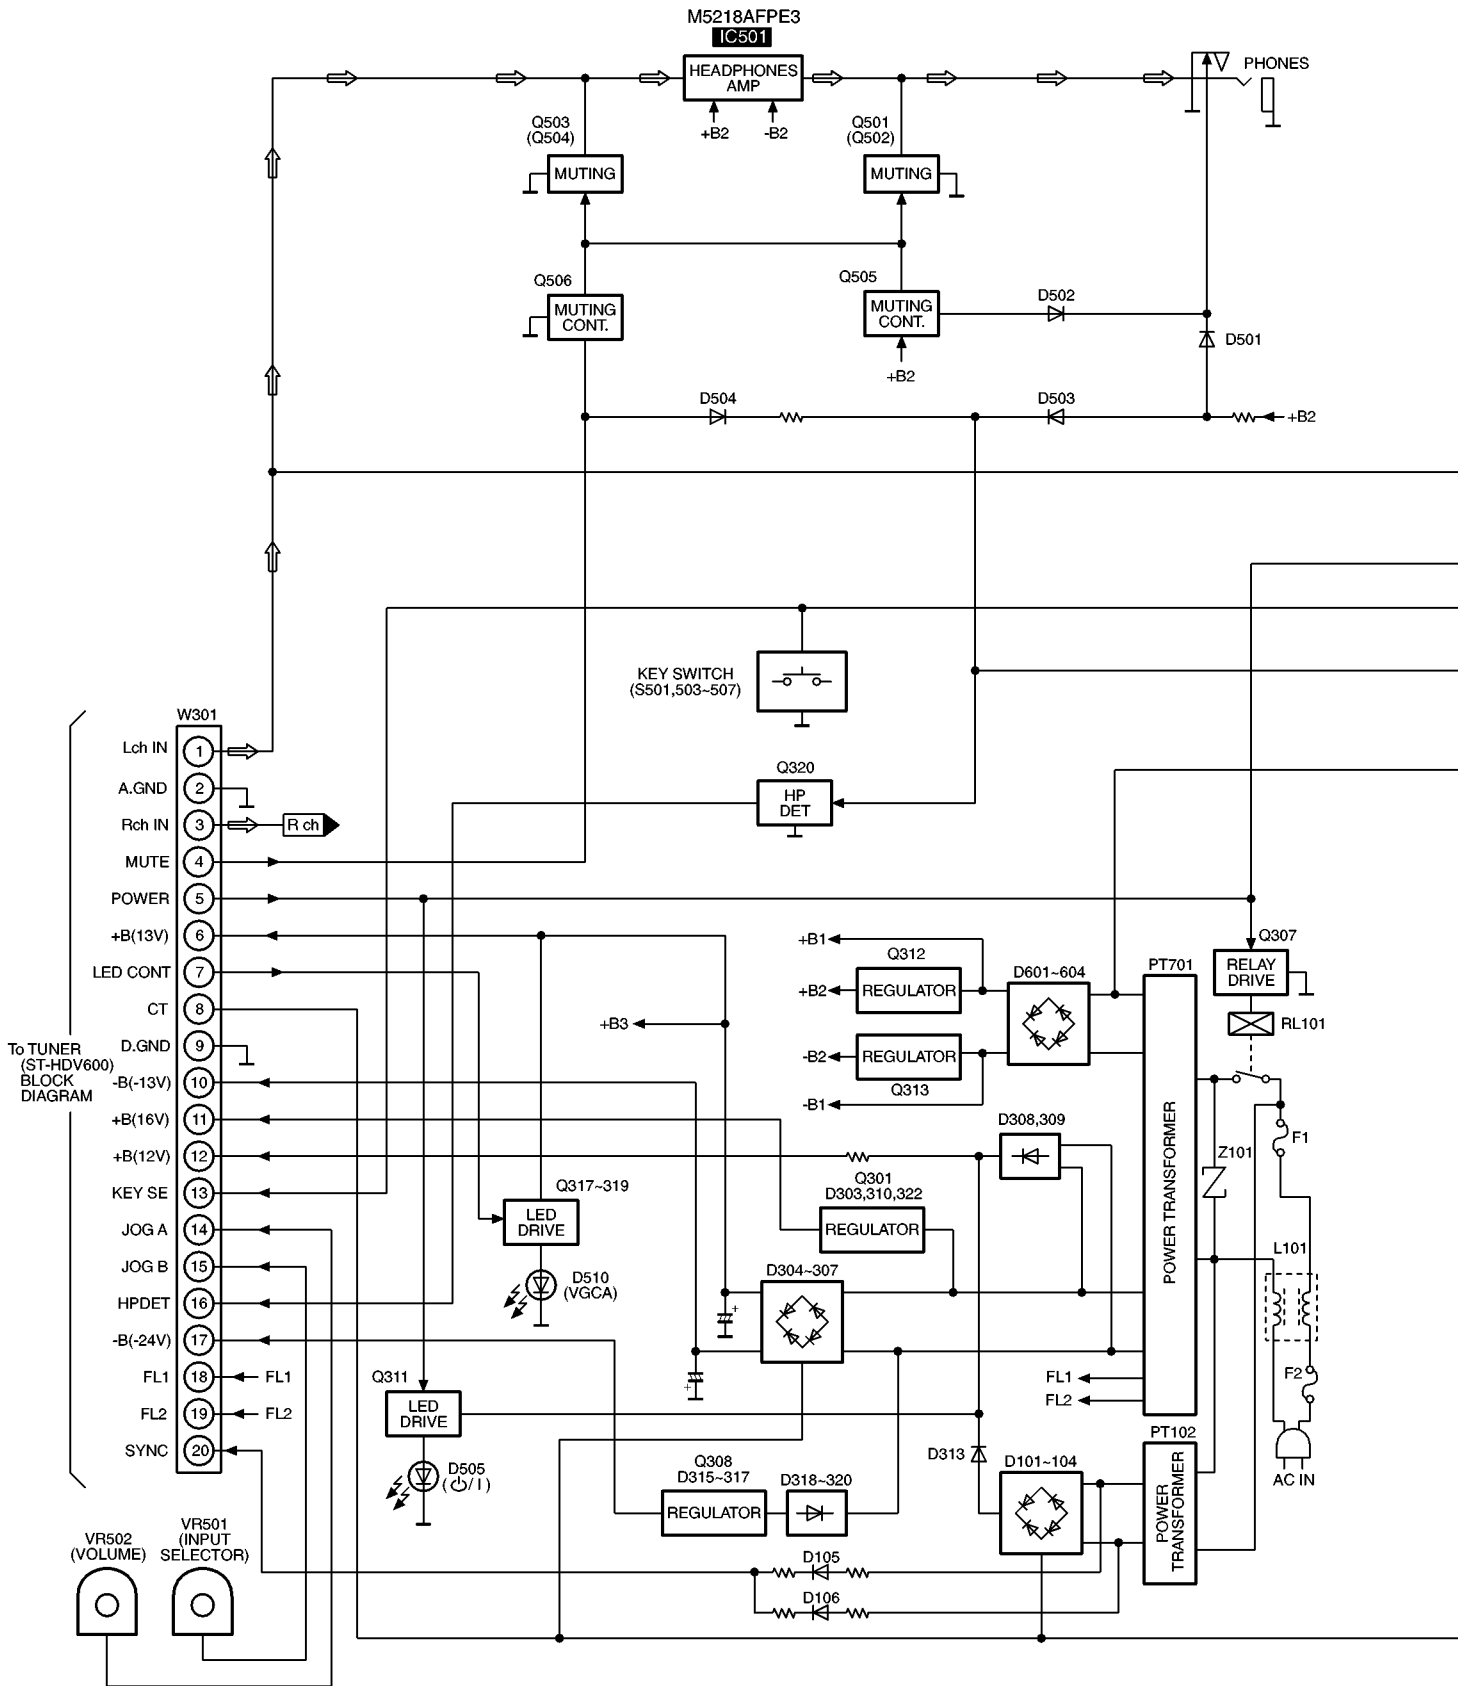 M5218AFPE3
IC501
HEADPHONES
AMP
PHONES
+B2
-B2
Q503
(Q504)
MUTING
Q501
(Q502)
MUTING
Q506
MUTING
CONT.
Q505
MUTING
CONT.
D502
D501
+B2
D504
D503
+B2
KEY SWITCH
(S501,503~507)
W301
Lch IN
1
A.GND
2
Rch IN
3
R ch
MUTE
4
POWER
5
+B(13V)
6
LED CONT
7
CT
8
D.GND
9
-B(-13V)
10
+B(16V)
11
+B(12V)
12
KEY SE
13
JOG A
14
JOG B
15
HPDET
16
-B(-24V)
17
FL1
18
FL1
FL2
19
FL2
SYNC
20
To TUNER
(ST-HDV600)
BLOCK
DIAGRAM
Q320
HP
DET
+B1
Q312
+B2
REGULATOR
+B3
-B2
REGULATOR
Q313
-B1
D601~604
PT701
POWER TRANSFORMER
Q307
RELAY
DRIVE
RL101
F1
Z101
L101
F2
AC IN
D308,309
Q301
D303,310,322
REGULATOR
Q317~319
LED
DRIVE
D510
(VGCA)
D304~307
FL1
FL2
Q311
LED
DRIVE
D505
(⏻/I)
Q308
D315~317
REGULATOR
D318~320
D313
D101~104
PT102
POWER
TRANSFORMER
D105
D106
VR502
(VOLUME)
VR501
(INPUT
SELECTOR)